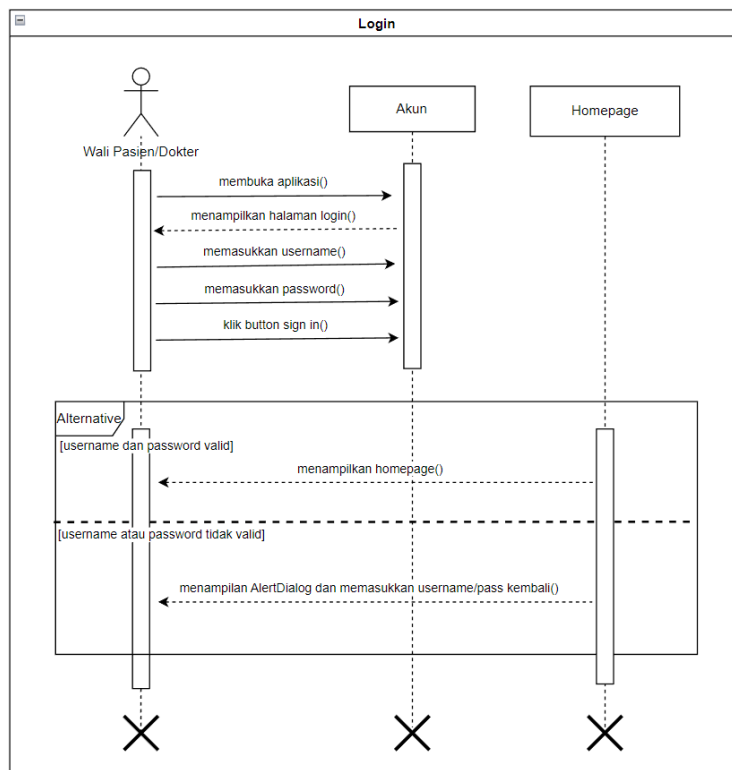 Login
Akun
Homepage
Wali Pasien/Dokter
membuka aplikasi()
menampilkan halaman login()
memasukkan username()
memasukkan password()
klik button sign in()
Alternative
[username dan password valid]
menampilkan homepage()
[username atau password tidak valid]
menampilan AlertDialog dan memasukkan username/pass kembali()